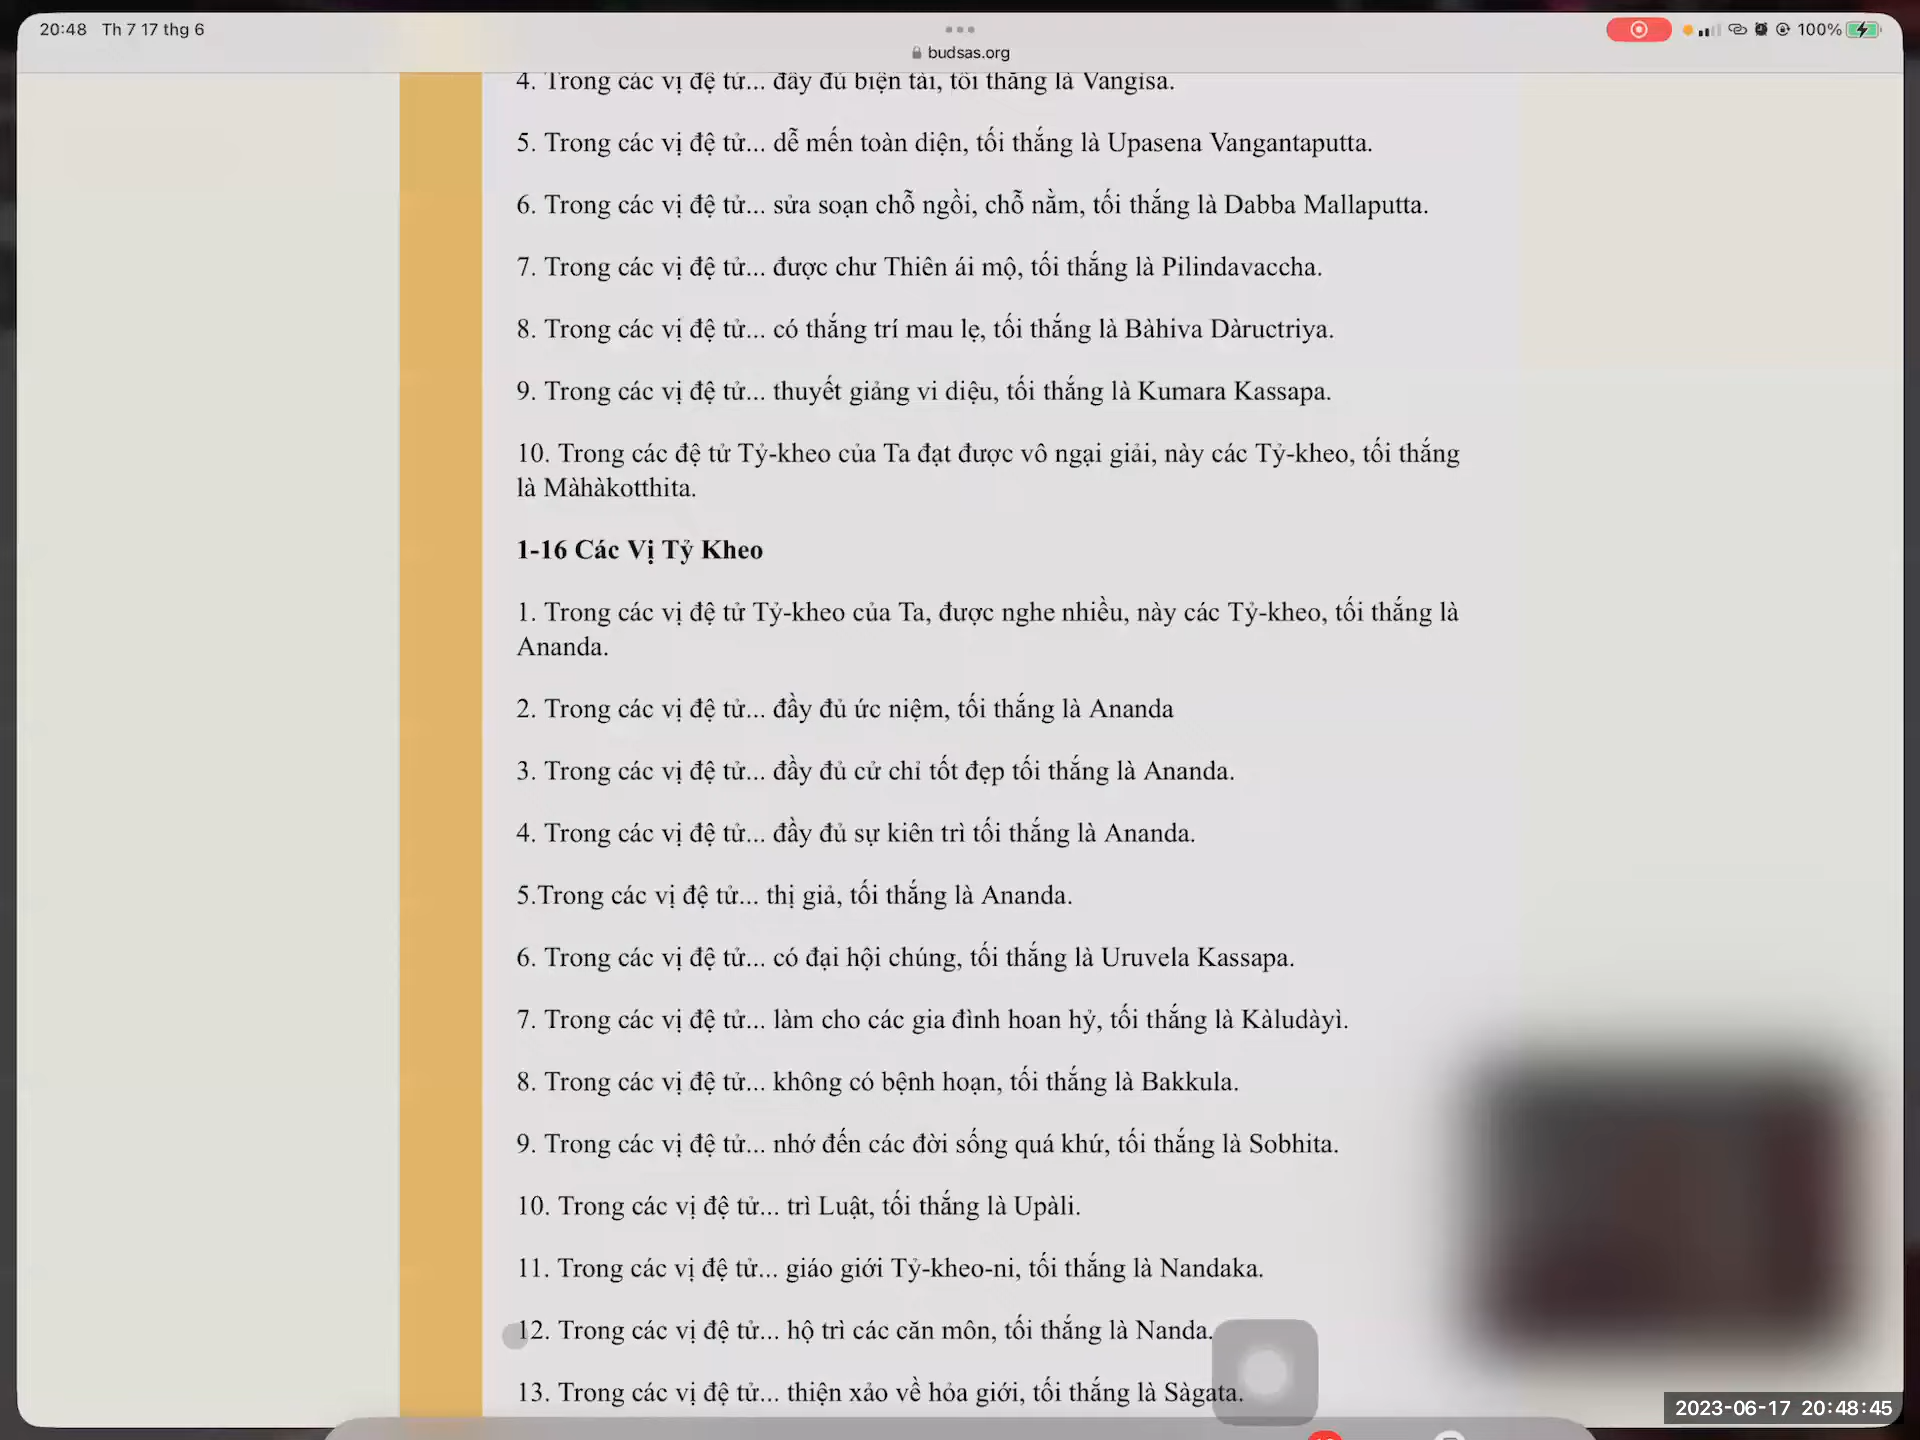 20:48 Th 7 17 thg 6
100%
budsas.org
4. Trong các vị đệ tử... đầy đủ biện tài, tối thắng là Vangìsa.
5. Trong các vị đệ tử... dễ mến toàn diện, tối thắng là Upasena Vangantaputta.
6. Trong các vị đệ tử... sửa soạn chỗ ngồi, chỗ nằm, tối thắng là Dabba Mallaputta.
7. Trong các vị đệ tử... được chư Thiên ái mộ, tối thắng là Pilindavaccha.
8. Trong các vị đệ tử... có thắng trí mau lẹ, tối thắng là Bàhiva Dàructriya.
9. Trong các vị đệ tử... thuyết giảng vi diệu, tối thắng là Kumara Kassapa.
10. Trong các đệ tử Tỷ-kheo của Ta đạt được vô ngại giải, này các Tỷ-kheo, tối thắng
là Màhàkotthita.
1-16 Các Vị Tỷ Kheo
1. Trong các vị đệ tử Tỷ-kheo của Ta, được nghe nhiều, này các Tỷ-kheo, tối thắng là
Ananda.
2. Trong các vị đệ tử... đầy đủ ức niệm, tối thắng là Ananda
3. Trong các vị đệ tử... đầy đủ cử chỉ tốt đẹp tối thắng là Ananda.
4. Trong các vị đệ tử... đầy đủ sự kiên trì tối thắng là Ananda.
5.Trong các vị đệ tử... thị giả, tối thắng là Ananda.
6. Trong các vị đệ tử... có đại hội chúng, tối thắng là Uruvela Kassapa.
7. Trong các vị đệ tử... làm cho các gia đình hoan hỷ, tối thắng là Kàludàyì.
8. Trong các vị đệ tử... không có bệnh hoạn, tối thắng là Bakkula.
9. Trong các vị đệ tử... nhớ đến các đời sống quá khứ, tối thắng là Sobhita.
10. Trong các vị đệ tử... trì Luật, tối thắng là Upàli.
11. Trong các vị đệ tử... giáo giới Tỷ-kheo-ni, tối thắng là Nandaka.
12. Trong các vị đệ tử... hộ trì các căn môn, tối thắng là Nanda.
13. Trong các vị đệ tử... thiện xảo về hỏa giới, tối thắng là Sàgata.
2023-06-17 20:48:45